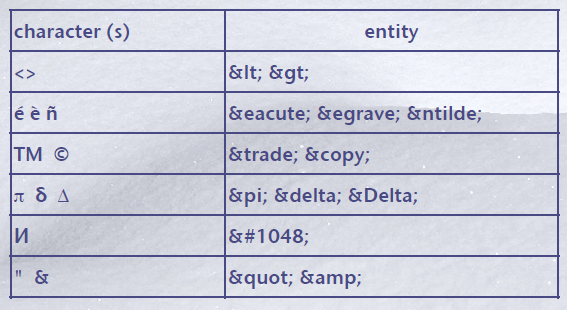 character (s) entity
<> &lt; &gt;
é è ñ &eacute; &egrave; &ntilde;
TM © &trade; &copy;
π δ Δ &pi; &delta; &Delta;
И &#1048;
" & &quot; &amp;